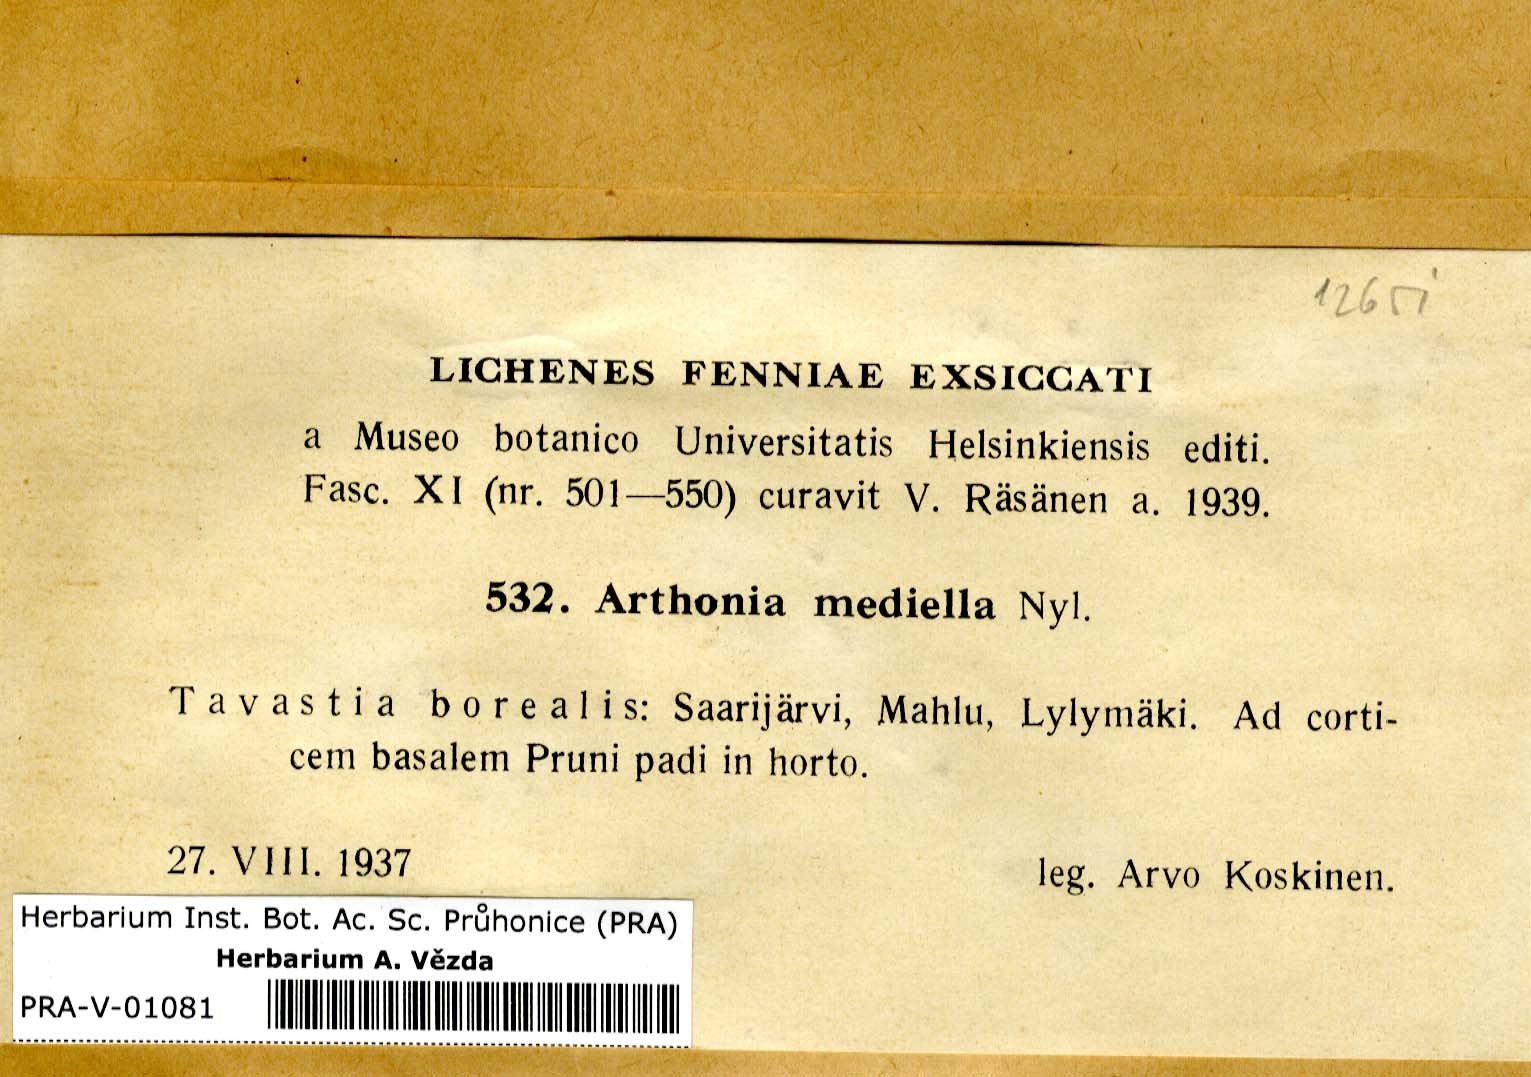 LICHENES FENNIAE EXSICCATI
a Museo botanico Universitatis Helsinkiensis editi.
Fasc. XI (nr. 501—550) curavit V. Räsänen a. 1939.
532. Arthonia mediella Nyl.
Tavastia borealis: Saarijärvi, Mahlu, Lylymäki. Ad corti-
cem basalem Pruni padi in horto.
27. VIII. 1937
leg. Arvo Koskinen.
Herbarium Inst. Bot. Ac. Sc. Průhonice (PRA)
Herbarium A. Vězda
PRA-V-01081